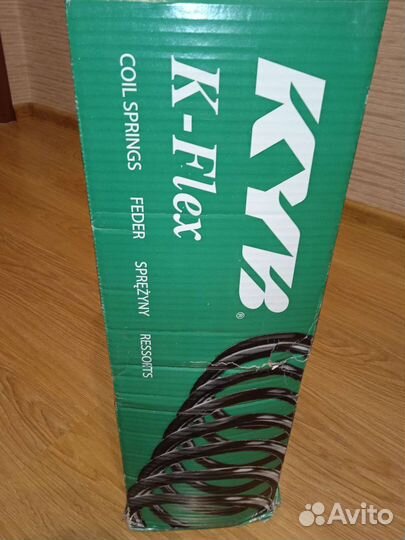 KYB®
K-Flex
COIL SPRINGS FEDER SPRĘŻYNY RESSORTS
Avito